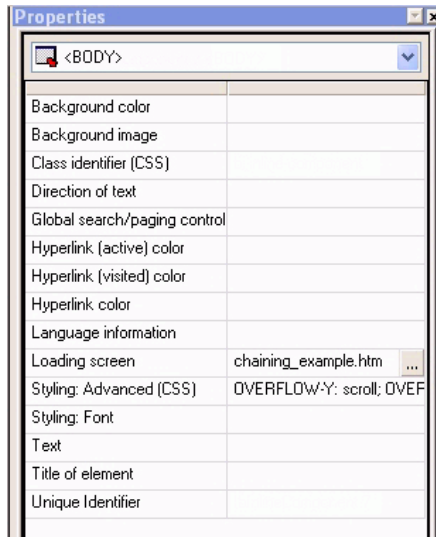 Properties
<BODY>
Background color
Background image
Class identifier (CSS)
Direction of text
Global search/paging control
Hyperlink (active) color
Hyperlink (visited) color
Hyperlink color
Language information
Loading screen chaining_example.htm ...
Styling: Advanced (CSS) OVERFLOW-Y: scroll; OVEF
Styling: Font
Text
Title of element
Unique Identifier